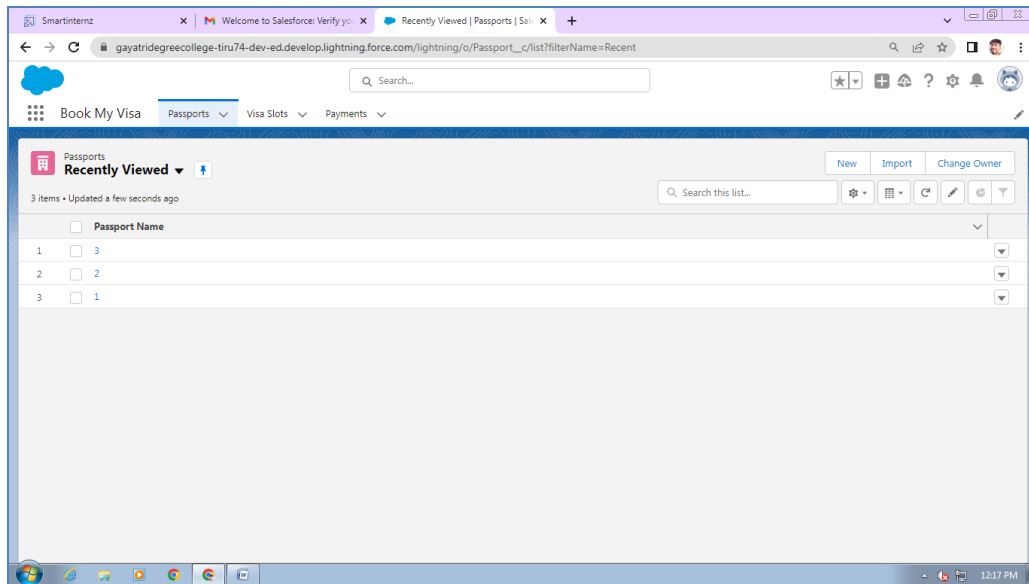 Smartinternz
Welcome to Salesforce: Verify yo
Recently Viewed | Passports | Sal
gayatridegreecollege-tiru74-dev-ed.develop.lightning.force.com/lightning/o/Passport__c/list?filterName=Recent
Search...
Book My Visa Passports Visa Slots Payments
Passports
Recently Viewed
New Import Change Owner
3 items • Updated a few seconds ago
Search this list...
Passport Name
1 3
2 2
3 1
12:17 PM